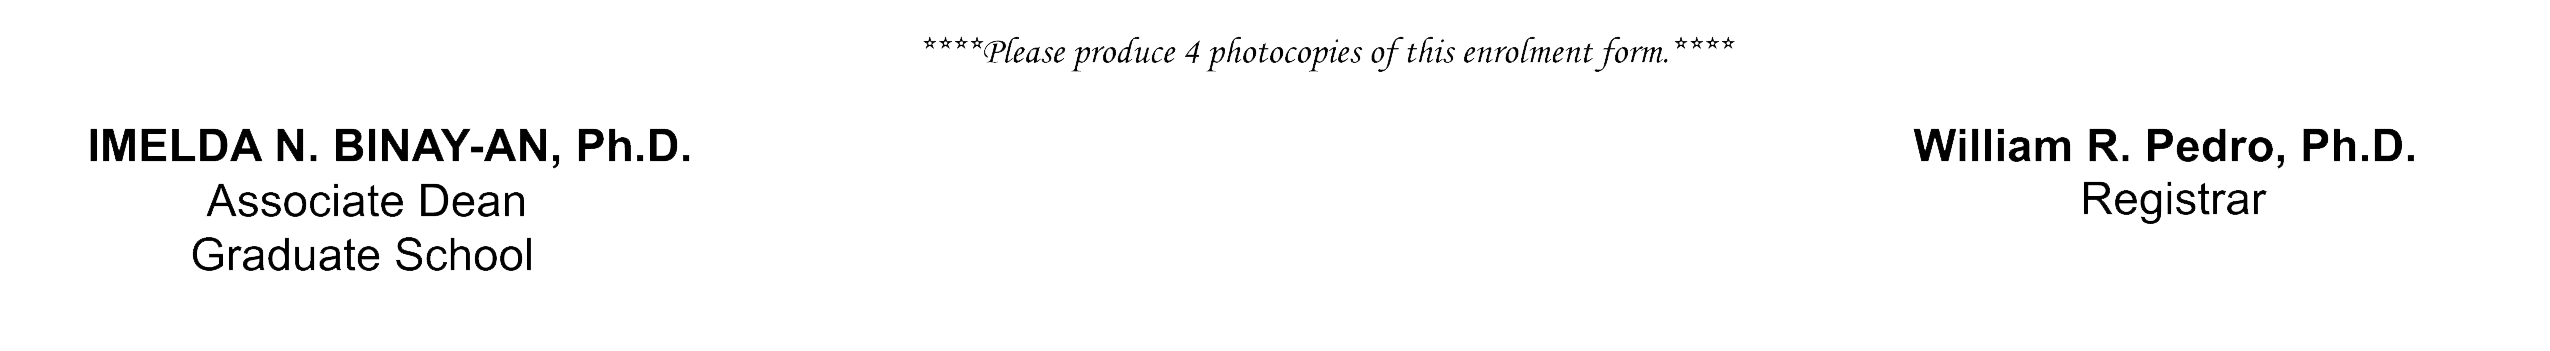 ****Please produce 4 photocopies of this enrolment form.****
IMELDA N. BINAY-AN, Ph.D.
Associate Dean
Graduate School
William R. Pedro, Ph.D.
Registrar